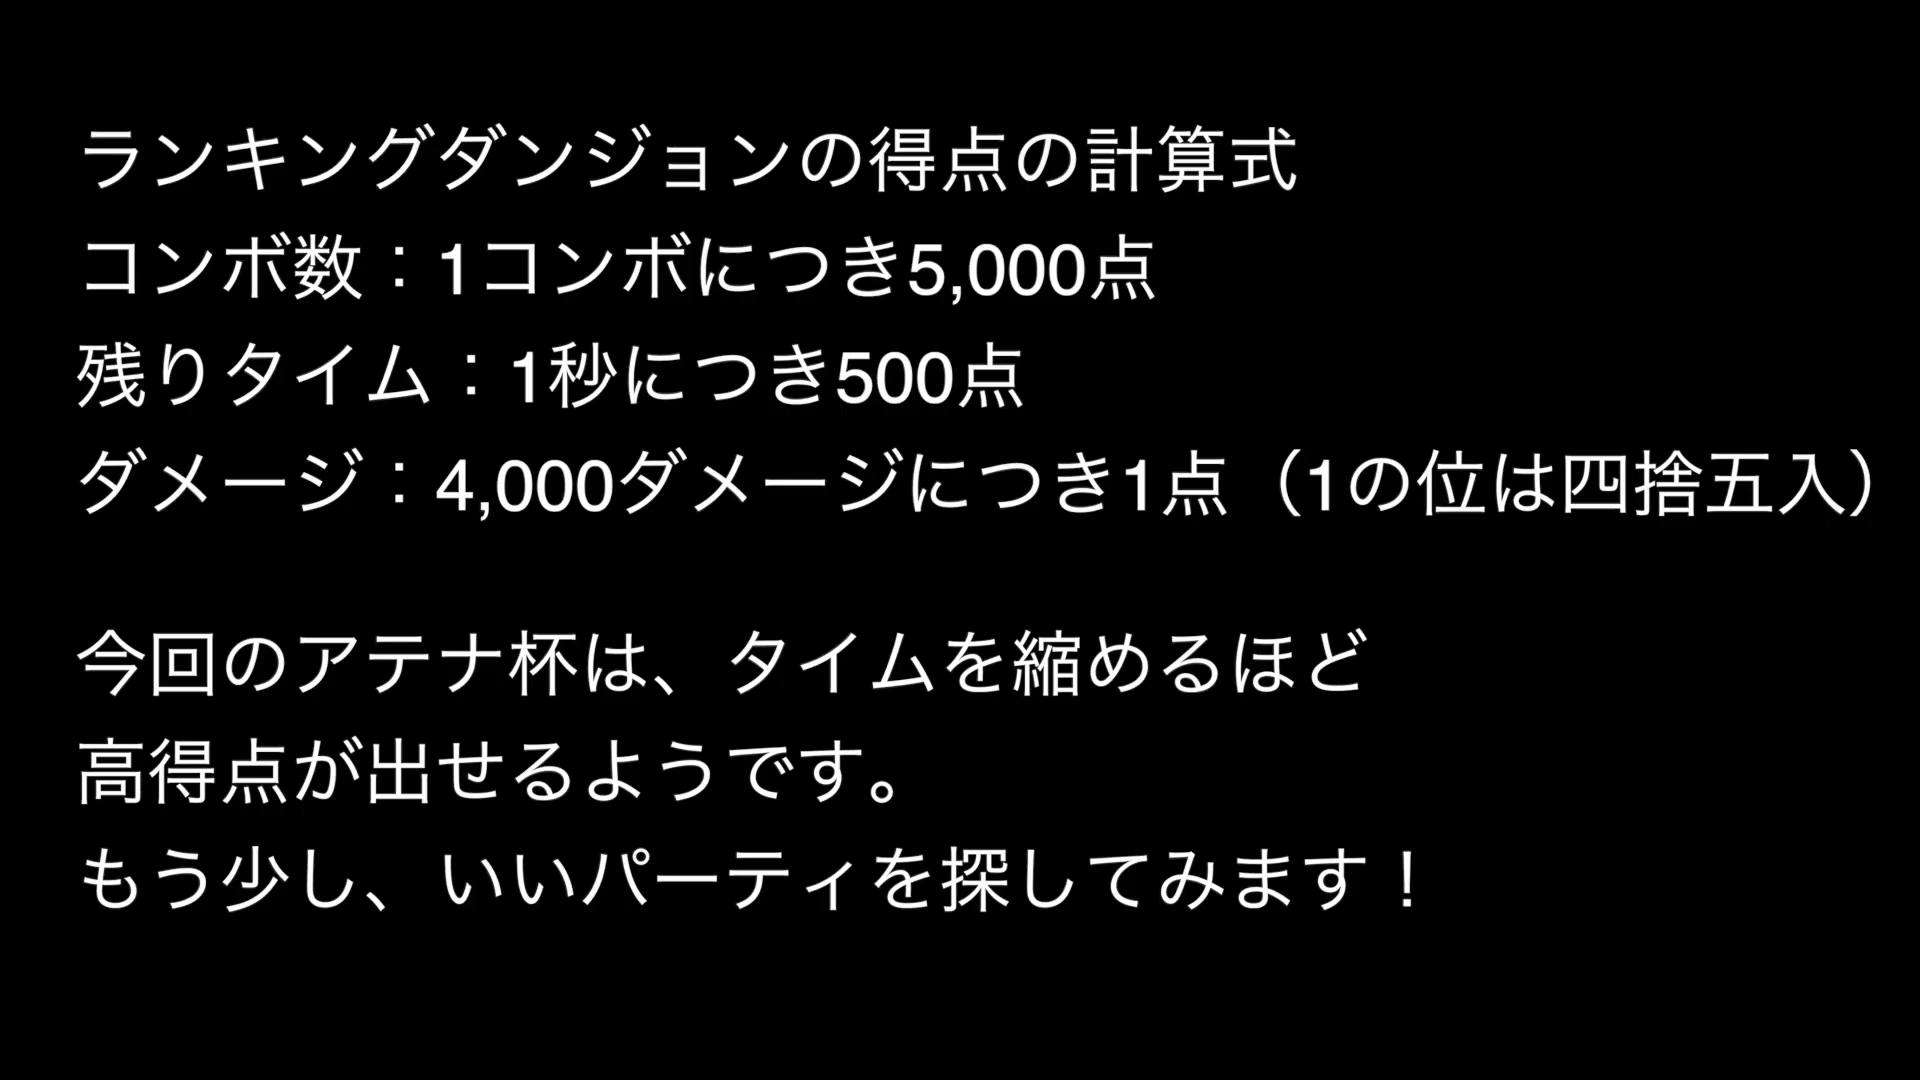 ランキングダンジョンの得点の計算式
コンボ数：1コンボにつき5,000点
残りタイム：1秒につき500点
ダメージ：4,000ダメージにつき1点（1の位は四捨五入）
今回のアテナ杯は、タイムを縮めるほど
高得点が出せるようです。
もう少し、いいパーティを探してみます！